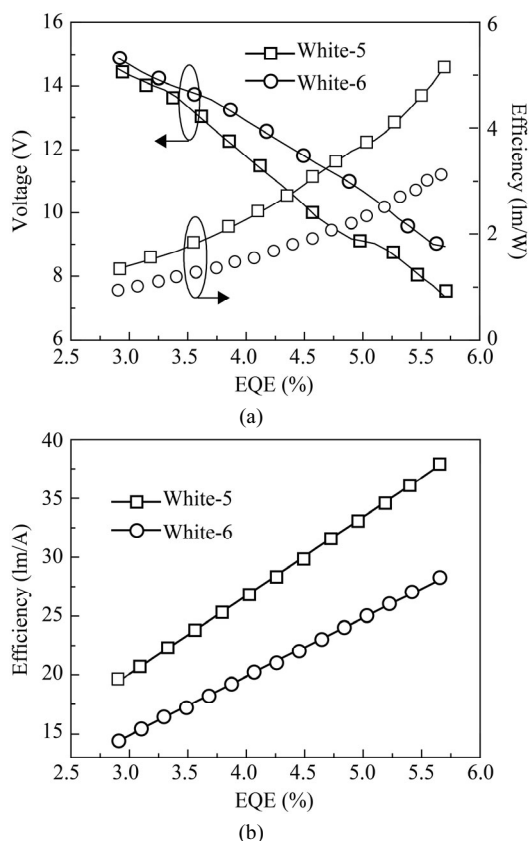 16
14
12
10
8
6
Voltage (V)
White-5
White-6
6
5
4
3
2
1
0
Efficiency (lm/W)
2.5 3.0 3.5 4.0 4.5 5.0 5.5 6.0
EQE (%)
(a)
40
35
30
25
20
15
Efficiency (lm/A)
White-5
White-6
2.5 3.0 3.5 4.0 4.5 5.0 5.5 6.0
EQE (%)
(b)